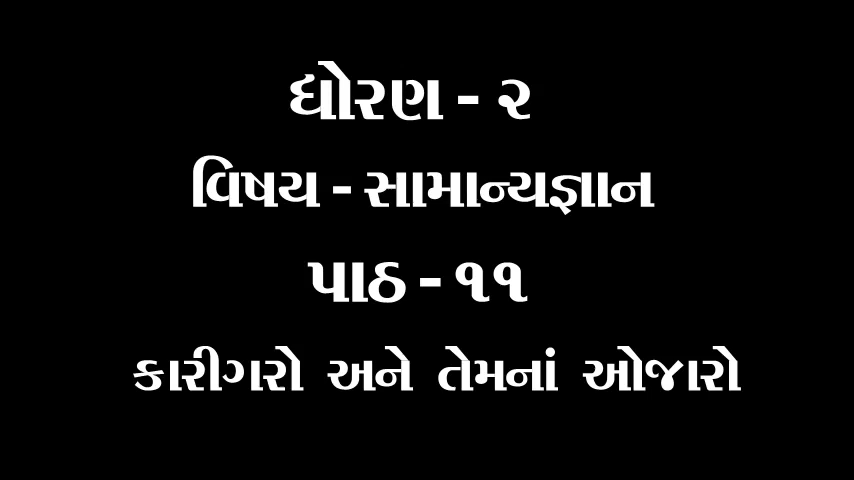 ધોરણ - ૨
વિષય - સામાન્યજ્ઞાન
પાઠ - ૧૧
કારીગરો અને તેમનાં ઓજારો